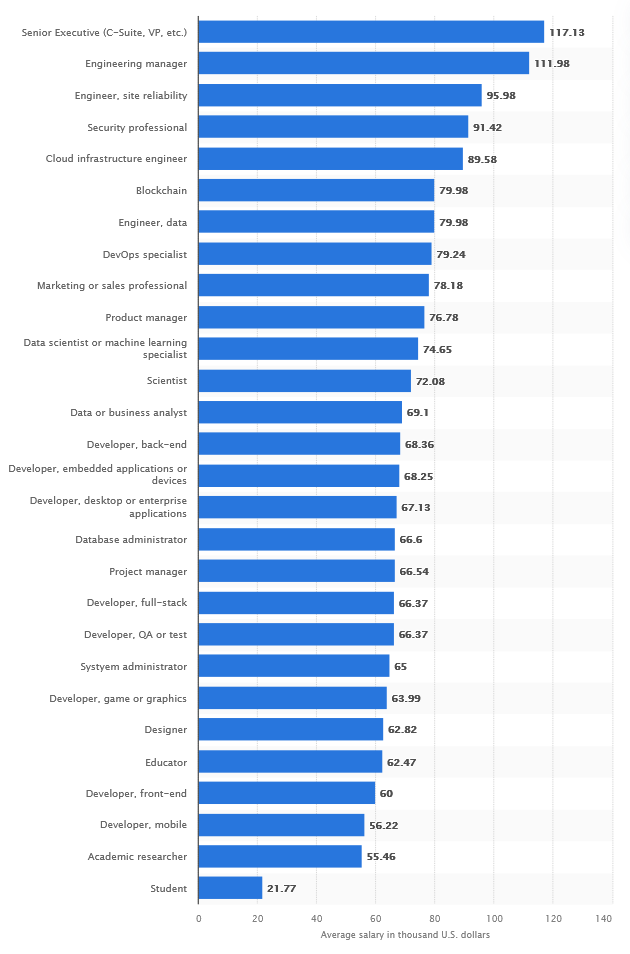 Senior Executive (C-Suite, VP, etc.) 117.13
Engineering manager 111.98
Engineer, site reliability 95.98
Security professional 91.42
Cloud infrastructure engineer 89.58
Blockchain 79.98
Engineer, data 79.98
DevOps specialist 79.24
Marketing or sales professional 78.18
Product manager 76.78
Data scientist or machine learning
specialist 74.65
Scientist 72.08
Data or business analyst 69.1
Developer, back-end 68.36
Developer, embedded applications or
devices 68.25
Developer, desktop or enterprise
applications 67.13
Database administrator 66.6
Project manager 66.54
Developer, full-stack 66.37
Developer, QA or test 66.37
Systyem administrator 65
Developer, game or graphics 63.99
Designer 62.82
Educator 62.47
Developer, front-end 60
Developer, mobile 56.22
Academic researcher 55.46
Student 21.77
0 20 40 60 80 100 120 140
Average salary in thousand U.S. dollars